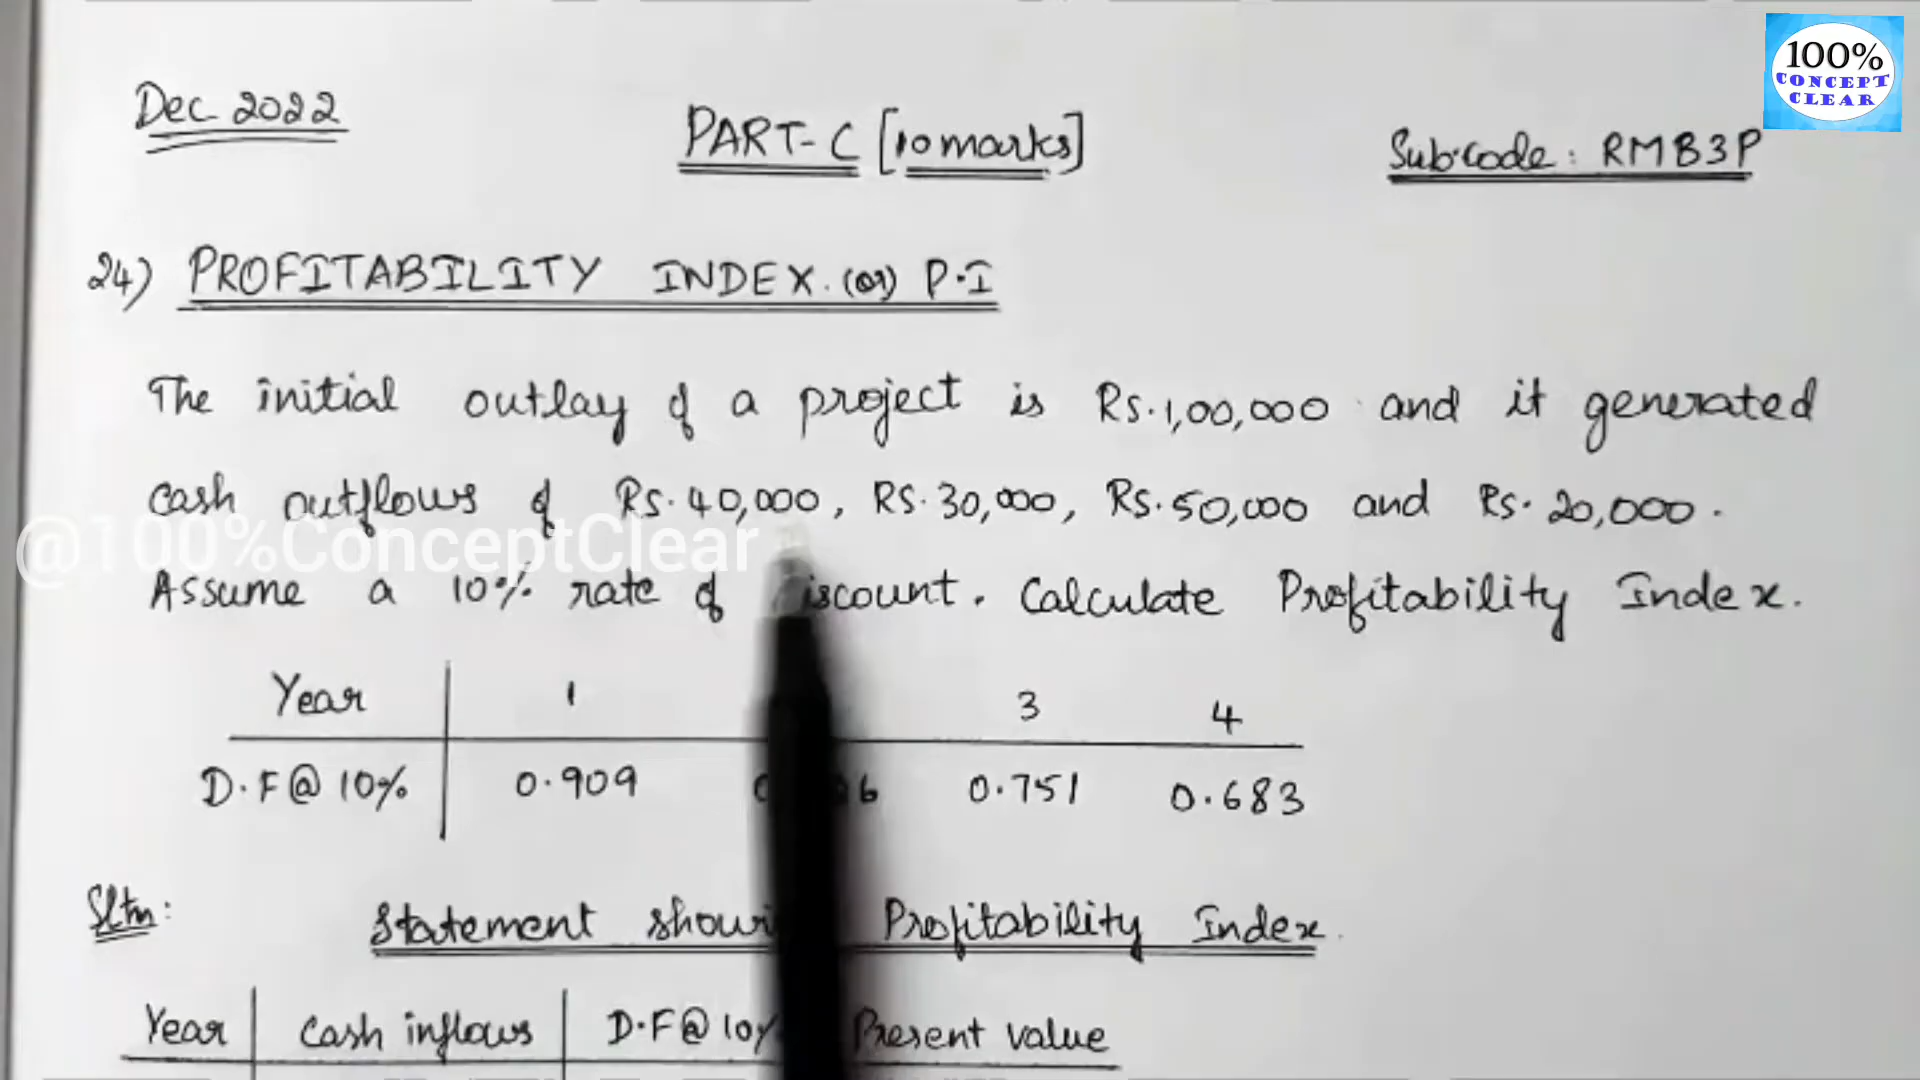 100%
CONCEPT
CLEAR
Dec 2022
PART-C [10 marks]
Sub.code: RMB3P
24) PROFITABILITY INDEX. (or) P.I
The initial outlay of a project is Rs.1,00,000 and it generated
cash outflows of Rs.40,000, Rs.30,000, Rs.50,000 and Rs.20,000.
@100%ConceptClear
Assume a 10% rate of iscount. Calculate Profitability Index.
Year 1 3 4
D.F@10% 0.909 0.751 0.683
Sltn:
Statement Profitability Index.
Year Cash inflows D.F@10% Present value